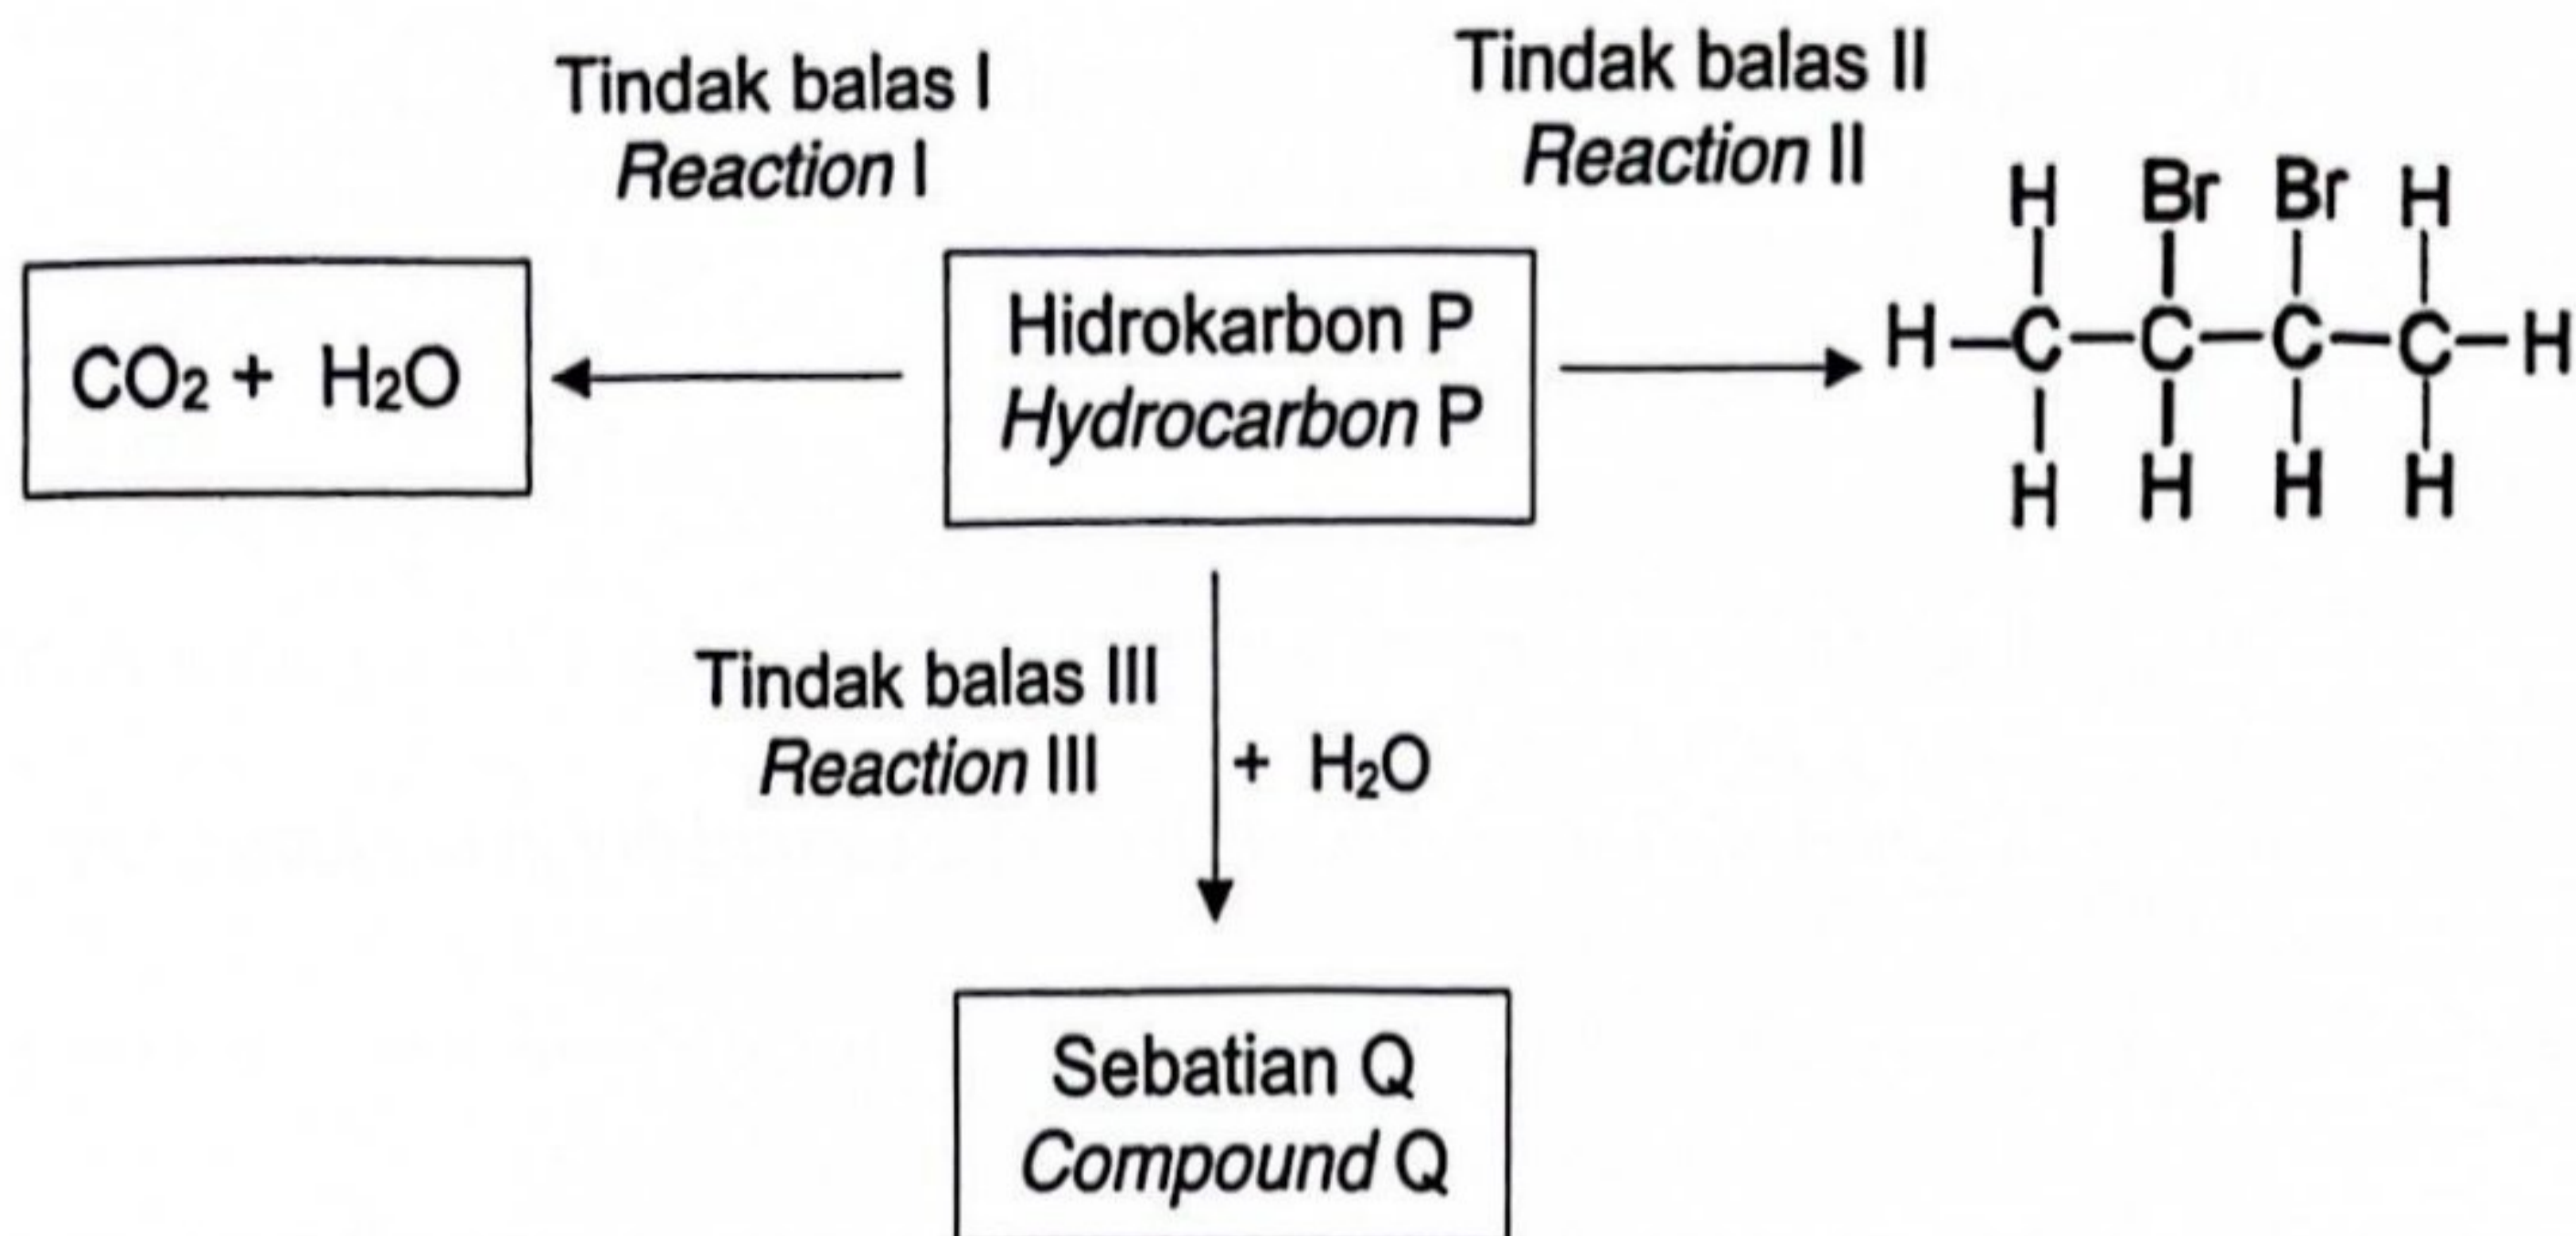 Tindak balas I
Reaction I
Tindak balas II
Reaction II
CO₂ + H₂O
Hidrokarbon P
Hydrocarbon P
H Br Br H
H—C—C—C—C—H
H H H H
Tindak balas III
Reaction III
+ H₂O
Sebatian Q
Compound Q